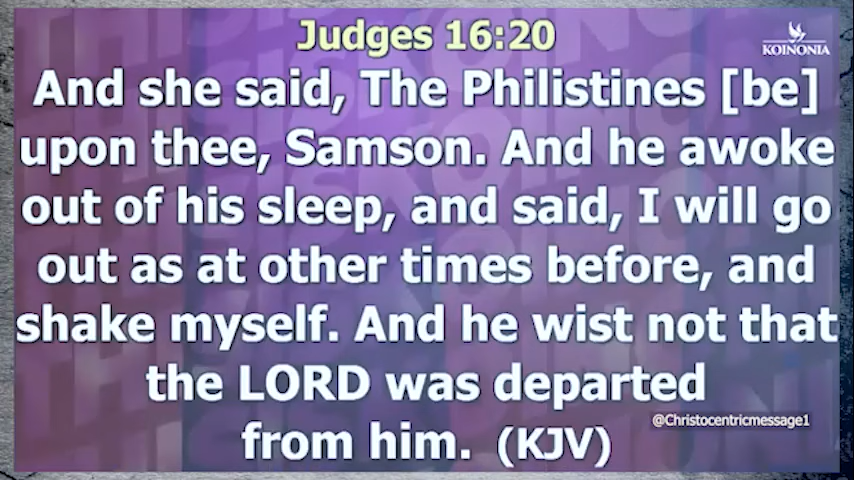 Judges 16:20
KOINONIA
And she said, The Philistines [be]
upon thee, Samson. And he awoke
out of his sleep, and said, I will go
out as at other times before, and
shake myself. And he wist not that
the LORD was departed
@Christocentricmessage1
from him. (KJV)